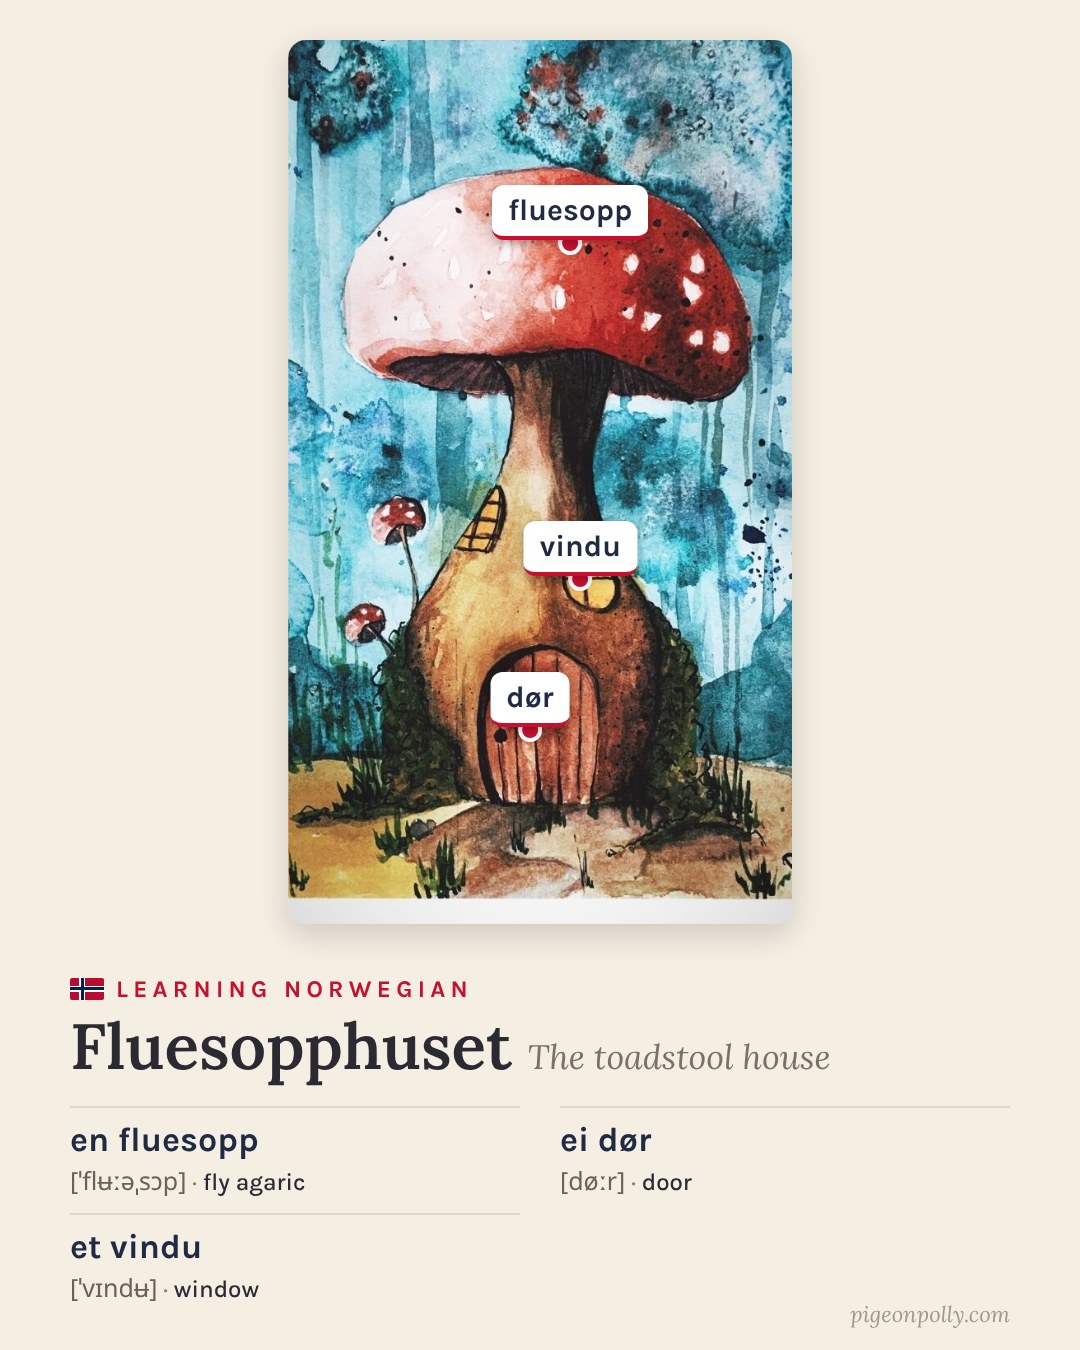 fluesopp
vindu
dør
LEARNING NORWEGIAN
Fluesopphuset The toadstool house
en fluesopp
[ˈflʉːəˌsɔp] · fly agaric
ei dør
[døːr] · door
et vindu
[ˈvɪndʉ] · window
pigeonpolly.com